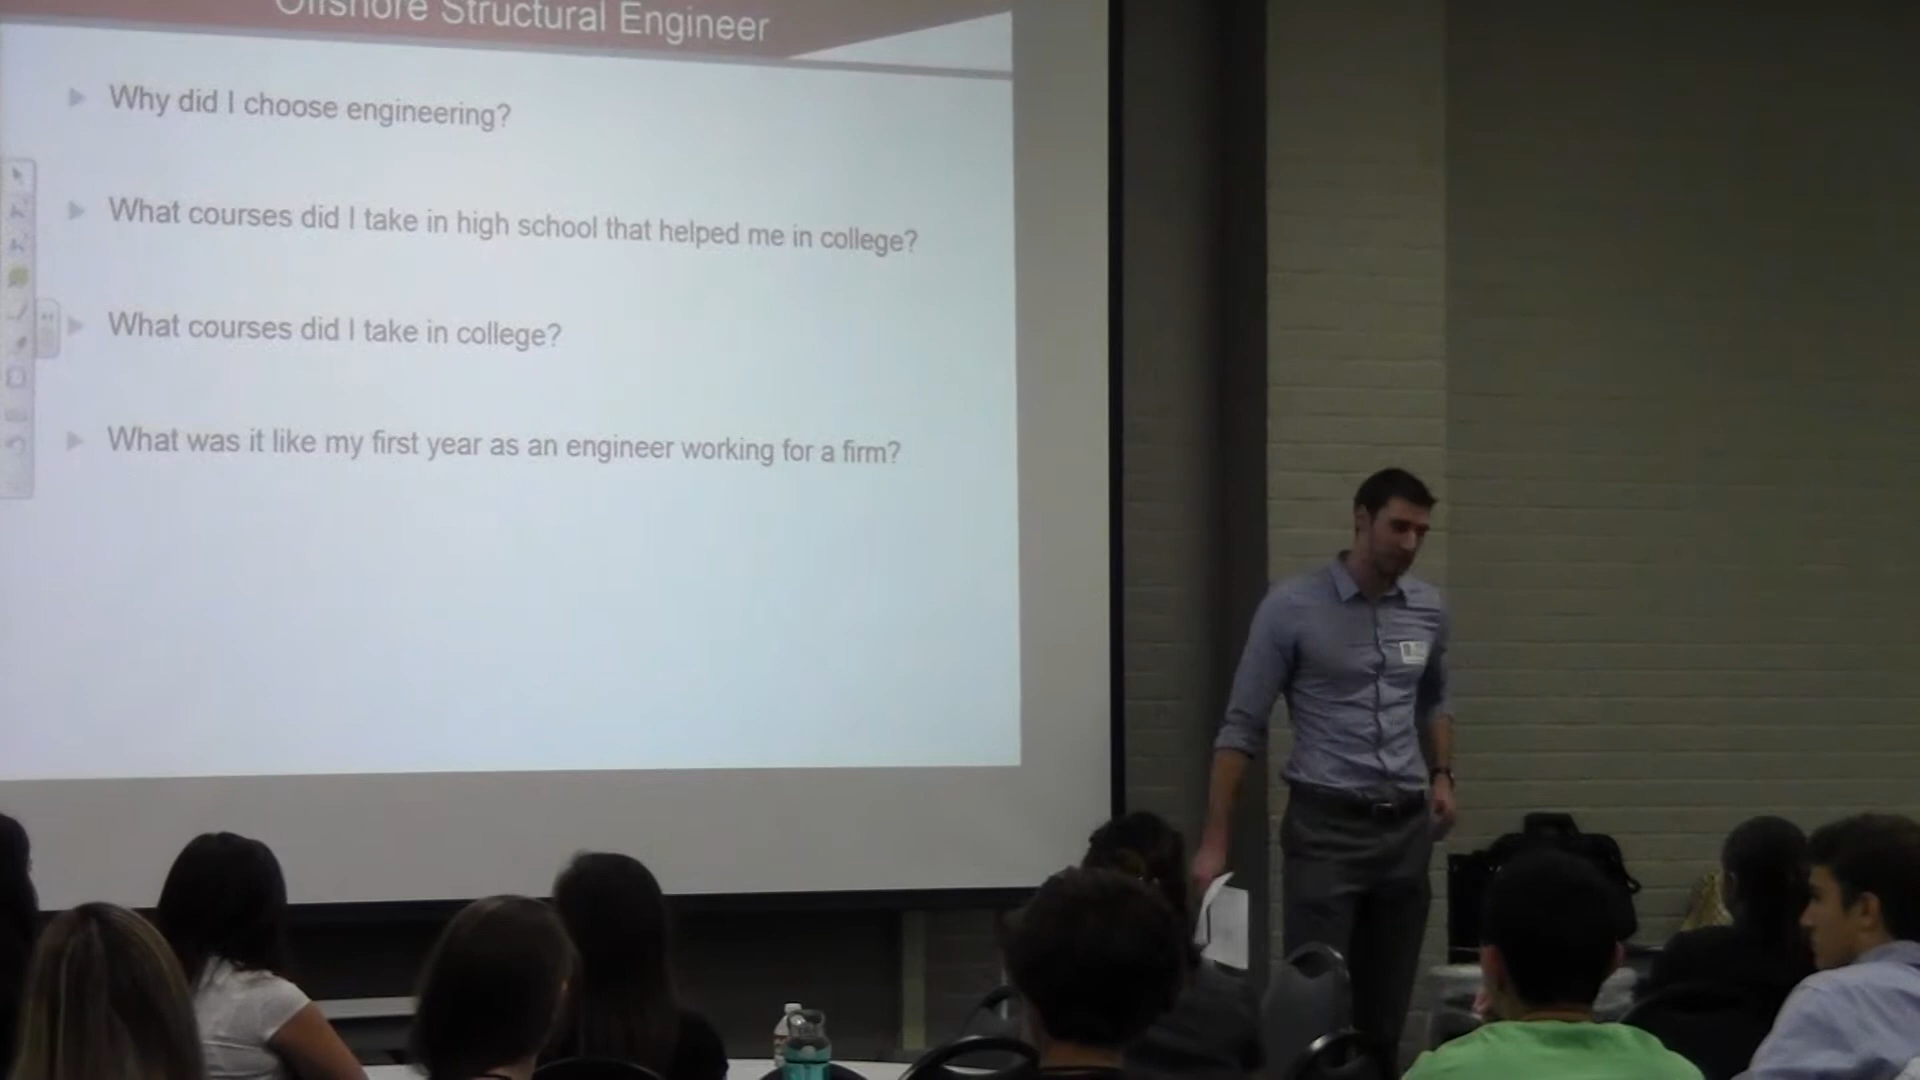 Offshore Structural Engineer
Why did I choose engineering?
What courses did I take in high school that helped me in college?
What courses did I take in college?
What was it like my first year as an engineer working for a firm?